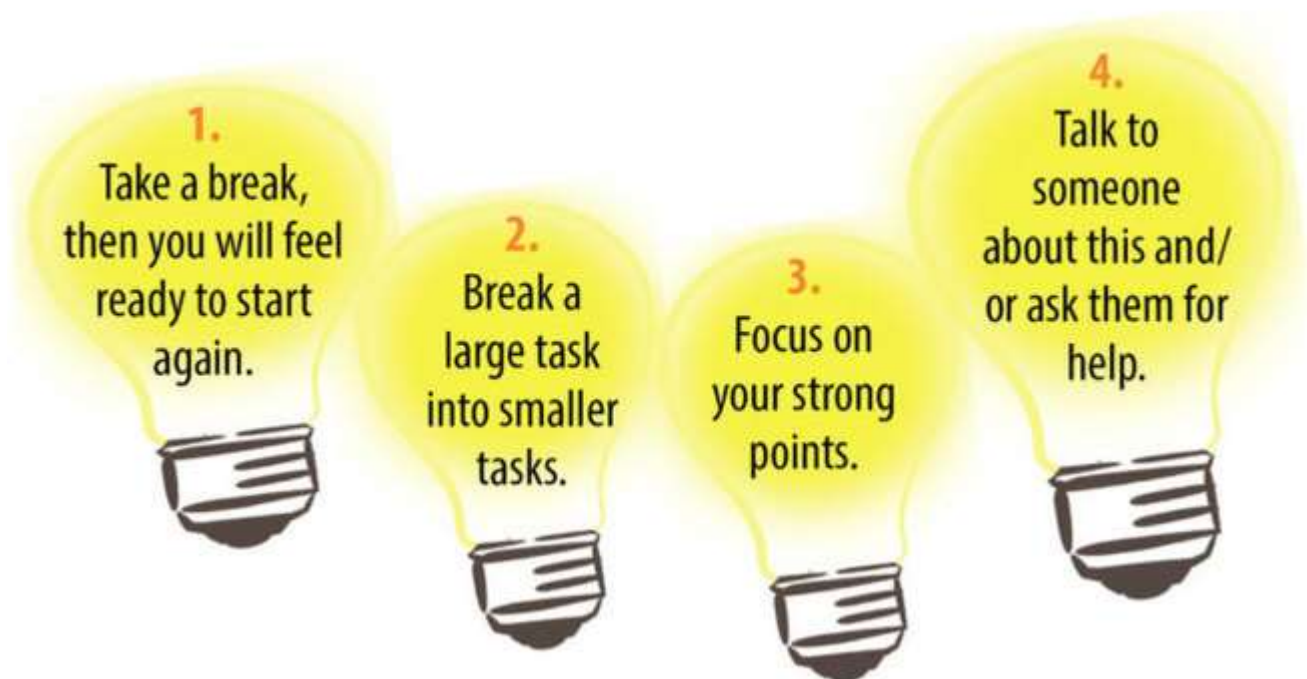 1.
Take a break,
then you will feel
ready to start
again.
2.
Break a
large task
into smaller
tasks.
3.
Focus on
your strong
points.
4.
Talk to
someone
about this and/
or ask them for
help.